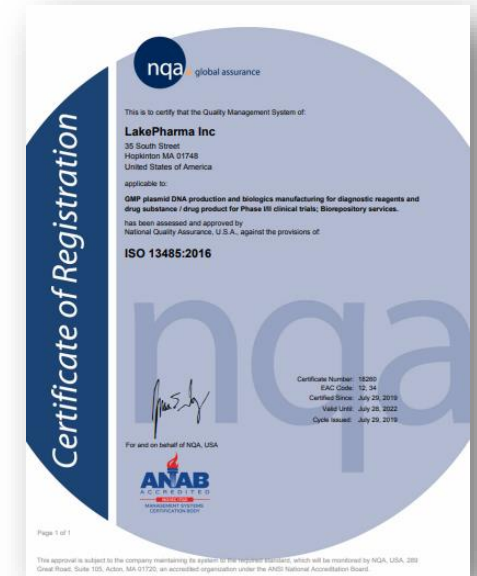 nqa. global assurance
Certificate of Registration
This is to certify that the Quality Management System of:
LakePharma Inc
35 South Street
Hopkinton MA 01748
United States of America
applicable to:
GMP plasmid DNA production and biologics manufacturing for diagnostic reagents and
drug substance / drug product for Phase I/II clinical trials; Biorepository services.
has been assessed and approved by
National Quality Assurance, U.S.A., against the provisions of:
ISO 13485:2016
nqa
Certificate Number: 18260
EAC Code: 12, 34
Certified Since: July 29, 2019
Valid Until: July 28, 2022
Cycle Issued: July 29, 2019
For and on behalf of NQA, USA
ANAB
ACCREDITED
MANAGEMENT SYSTEMS
CERTIFICATION BODY
Page 1 of 1
This approval is subject to the company maintaining its system to the required standard, which will be monitored by NQA, USA, 289
Great Road, Suite 105, Acton, MA 01720, an accredited organization under the ANSI National Accreditation Board.